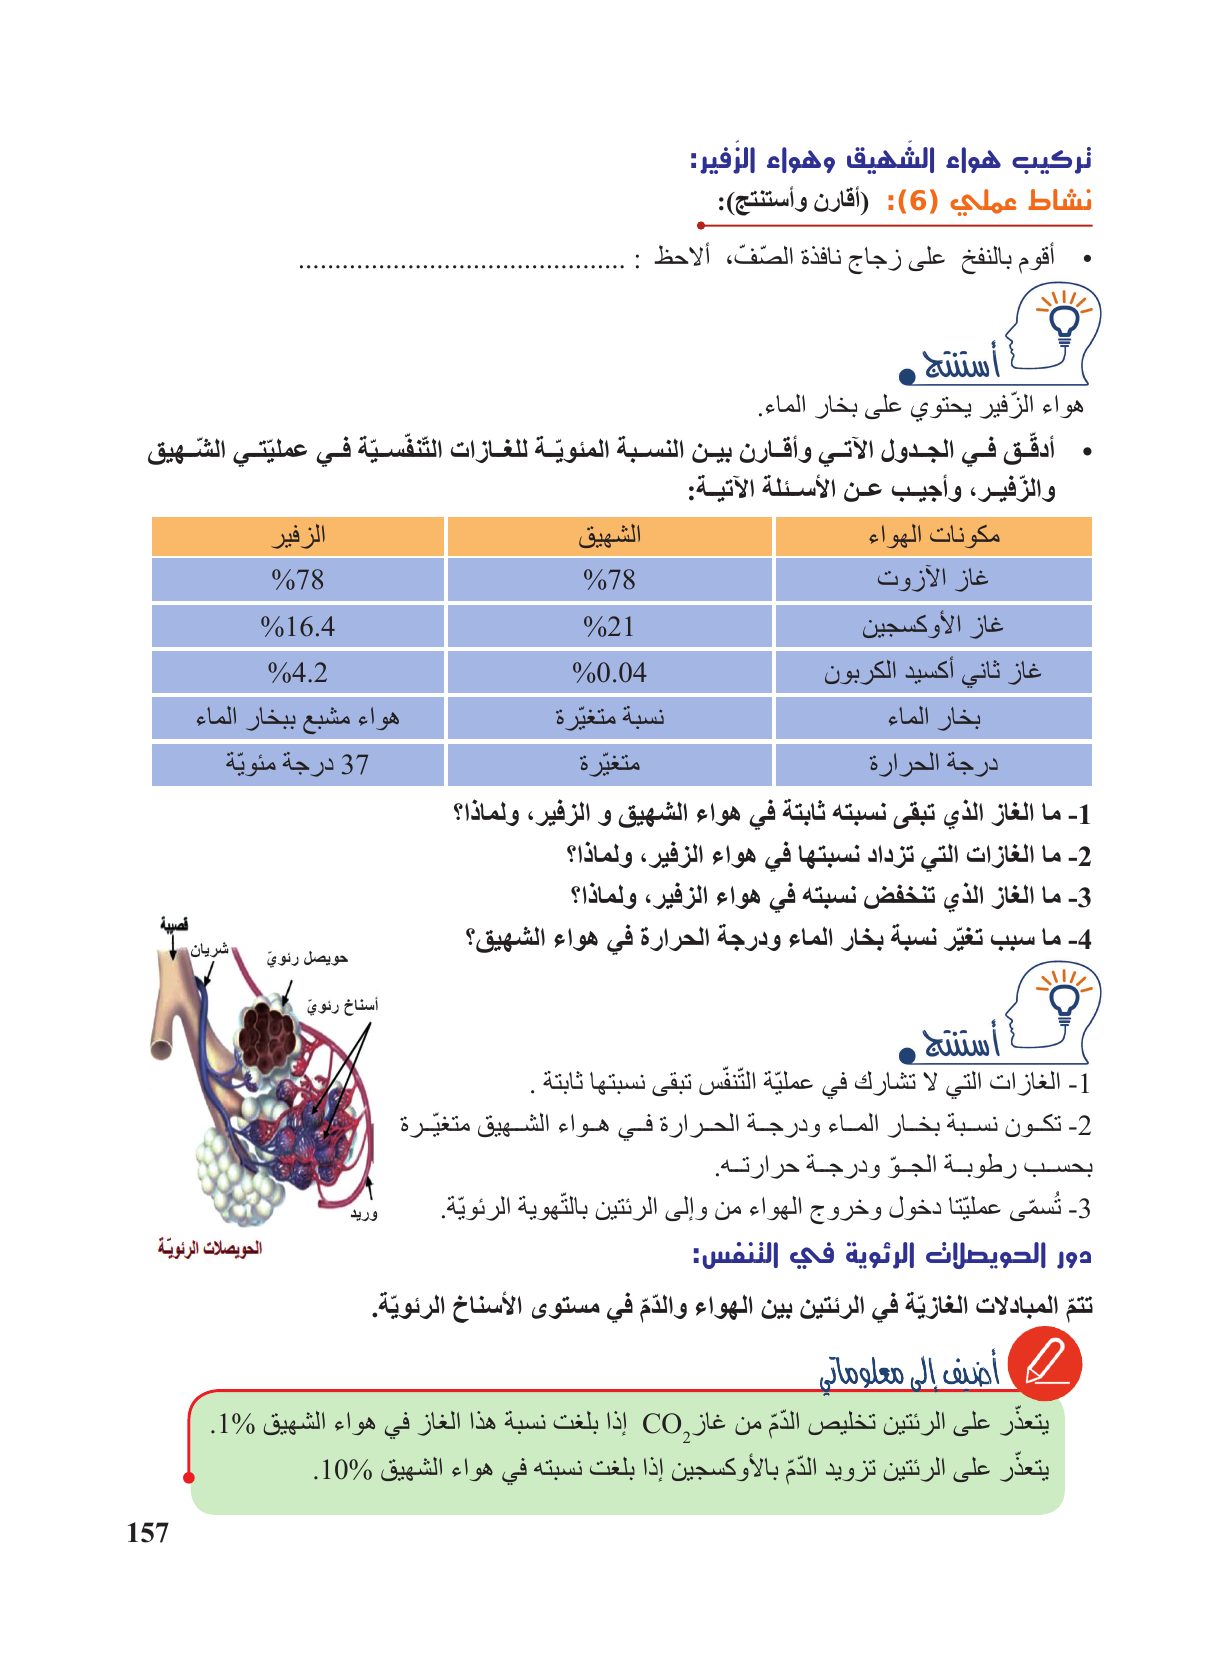 تركيب هواء الشّهيق وهواء الزّفير:
نشاط عملي (6): (أقارن وأستنتج):
• أقوم بالنفخ على زجاج نافذة الصّفّ، ألاحظ : .............................................
أستنتج
هواء الزّفير يحتوي على بخار الماء.
• أدقّق في الجدول الآتي وأقارن بين النسبة المئويّة للغازات التّنفّسيّة في عمليّتي الشّهيق
والزّفير، وأجيب عن الأسئلة الآتية:
مكونات الهواء الشهيق الزفير
غاز الآزوت %78 %78
غاز الأوكسجين %21 %16.4
غاز ثاني أكسيد الكربون %0.04 %4.2
بخار الماء نسبة متغيّرة هواء مشبع ببخار الماء
درجة الحرارة متغيّرة 37 درجة مئويّة
1- ما الغاز الذي تبقى نسبته ثابتة في هواء الشهيق و الزفير، ولماذا؟
2- ما الغازات التي تزداد نسبتها في هواء الزفير، ولماذا؟
3- ما الغاز الذي تنخفض نسبته في هواء الزفير، ولماذا؟
4- ما سبب تغيّر نسبة بخار الماء ودرجة الحرارة في هواء الشهيق؟
قصيبة
شريان
حويصل رئويّ
أسناخ رئويّ
وريد
الحويصلات الرئويّة
أستنتج
1- الغازات التي لا تشارك في عمليّة التّنفّس تبقى نسبتها ثابتة .
2- تكون نسبة بخار الماء ودرجة الحرارة في هواء الشهيق متغيّرة
بحسب رطوبة الجوّ ودرجة حرارته.
3- تُسمّى عمليّتا دخول وخروج الهواء من وإلى الرئتين بالتّهوية الرئويّة.
دور الحويصلات الرئوية في التنفس:
تتمّ المبادلات الغازيّة في الرئتين بين الهواء والدّمّ في مستوى الأسناخ الرئويّة.
أضيف إلى معلوماتي
يتعذّر على الرئتين تخليص الدّمّ من غاز CO2 إذا بلغت نسبة هذا الغاز في هواء الشهيق %1.
يتعذّر على الرئتين تزويد الدّمّ بالأوكسجين إذا بلغت نسبته في هواء الشهيق %10.
157